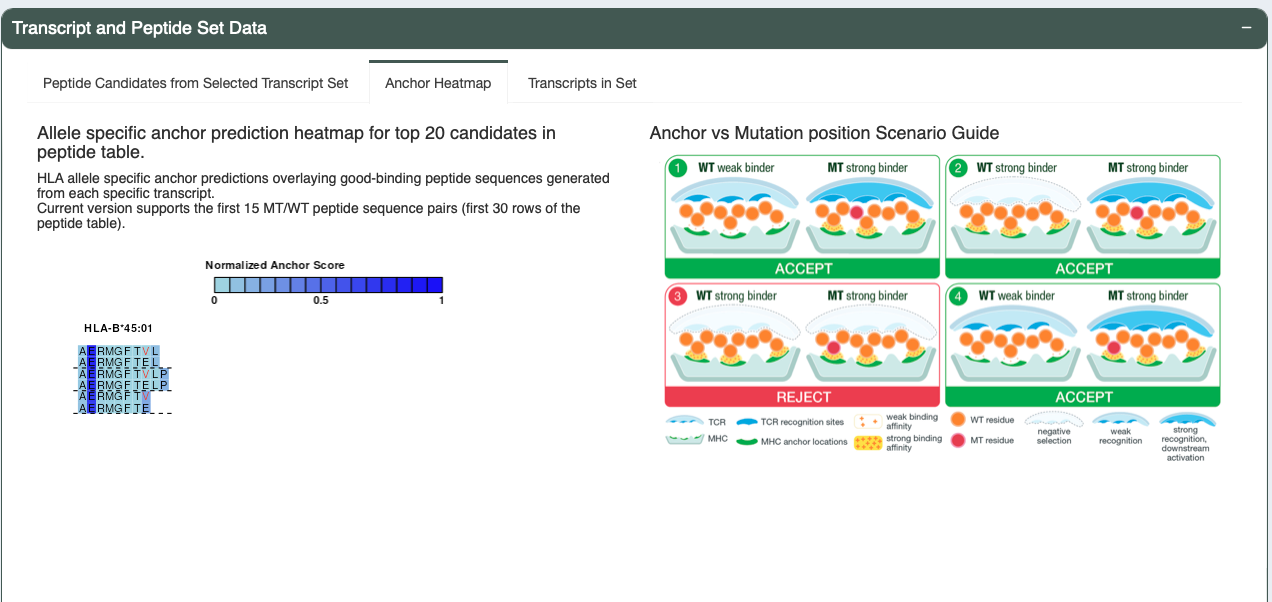 Transcript and Peptide Set Data
−
Peptide Candidates from Selected Transcript Set
Anchor Heatmap
Transcripts in Set
Allele specific anchor prediction heatmap for top 20 candidates in
peptide table.
HLA allele specific anchor predictions overlaying good-binding peptide sequences generated
from each specific transcript.
Current version supports the first 15 MT/WT peptide sequence pairs (first 30 rows of the
peptide table).
Normalized Anchor Score
0 0.5 1
HLA-B*45:01
AERMGFTVL
AERMGFTEL
AERMGFTVLP
AERMGFTELP
AERMGFTV
AERMGFTE
Anchor vs Mutation position Scenario Guide
1 WT weak binder MT strong binder
ACCEPT
2 WT strong binder MT strong binder
ACCEPT
3 WT strong binder MT strong binder
REJECT
4 WT weak binder MT strong binder
ACCEPT
TCR
MHC
TCR recognition sites
MHC anchor locations
weak binding
affinity
strong binding
affinity
WT residue
MT residue
negative
selection
weak
recognition
strong
recognition,
downstream
activation